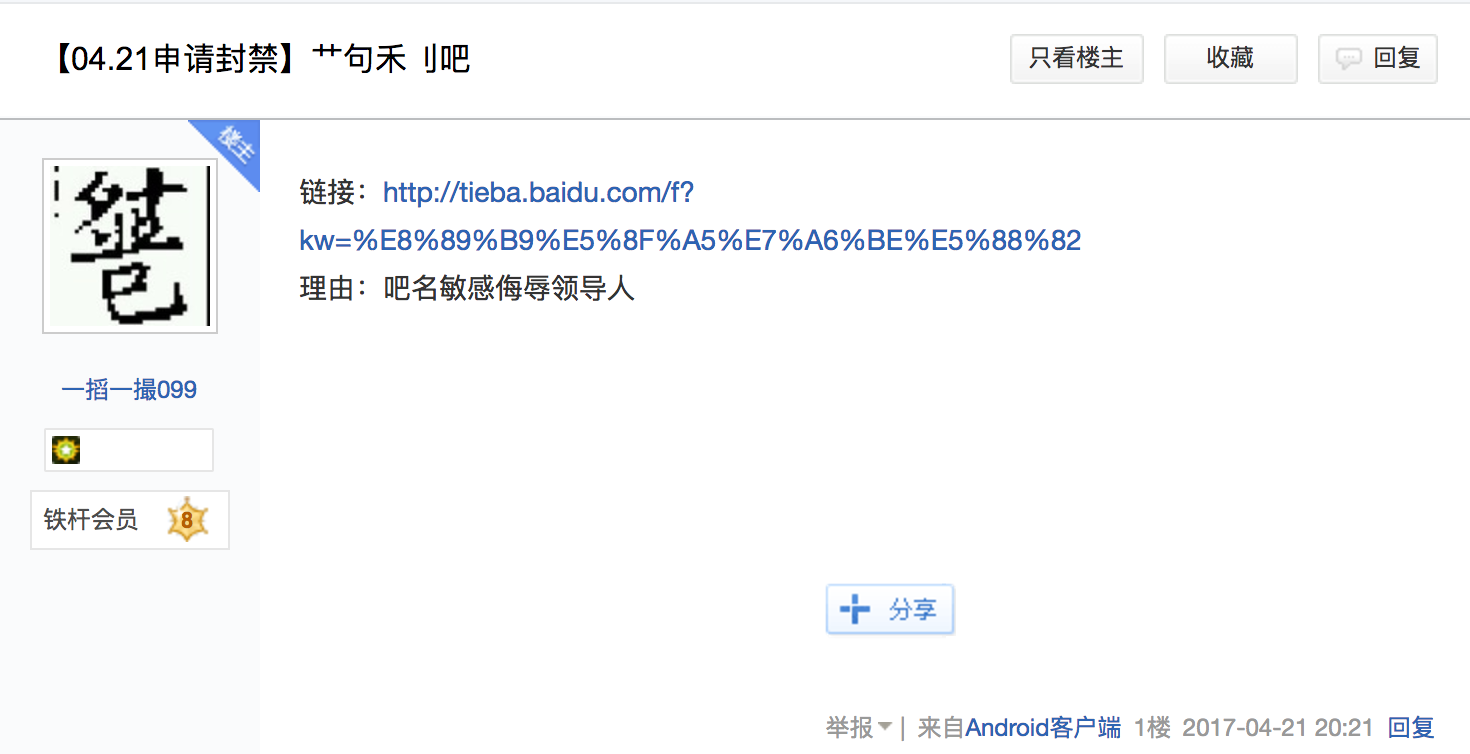 【04.21申请封禁】艹句禾刂吧
只看楼主
收藏
回复
楼主
链接：http://tieba.baidu.com/f?
kw=%E8%89%B9%E5%8F%A5%E7%A6%BE%E5%88%82
理由：吧名敏感侮辱领导人
一搯一撮099
铁杆会员 8
分享
举报 | 来自Android客户端 1楼 2017-04-21 20:21 回复